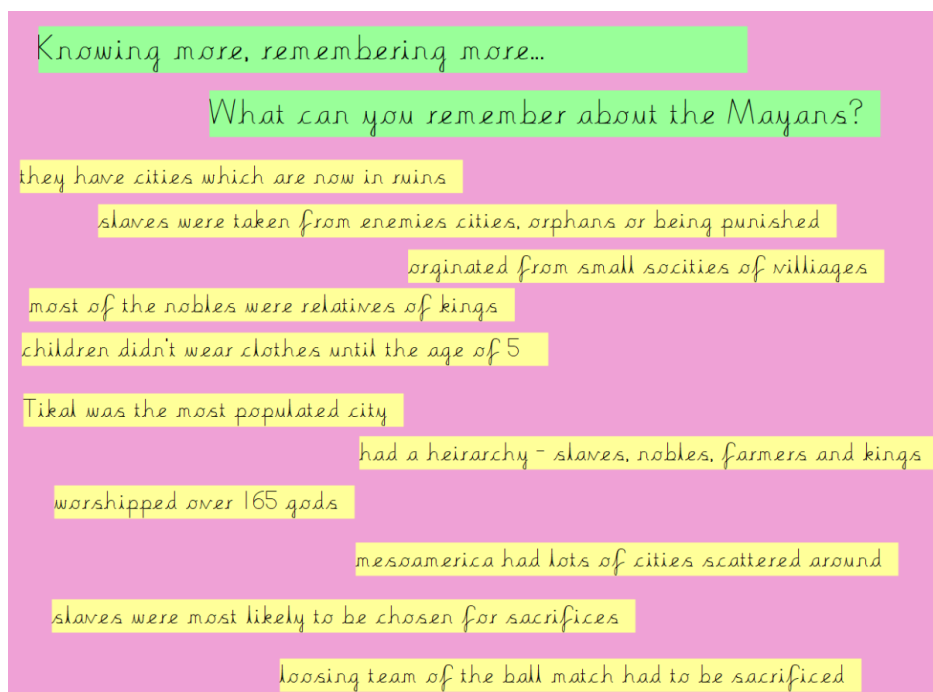 Knowing more, remembering more...
What can you remember about the Mayans?
they have cities which are now in ruins
slaves were taken from enemies cities, orphans or being punished
orginated from small socities of villiages
most of the nobles were relatives of kings
children didn't wear clothes until the age of 5
Tikal was the most populated city
had a heirarchy - slaves, nobles, farmers and kings
worshipped over 165 gods
mesoamerica had lots of cities scattered around
slaves were most likely to be chosen for sacrifices
loosing team of the ball match had to be sacrificed